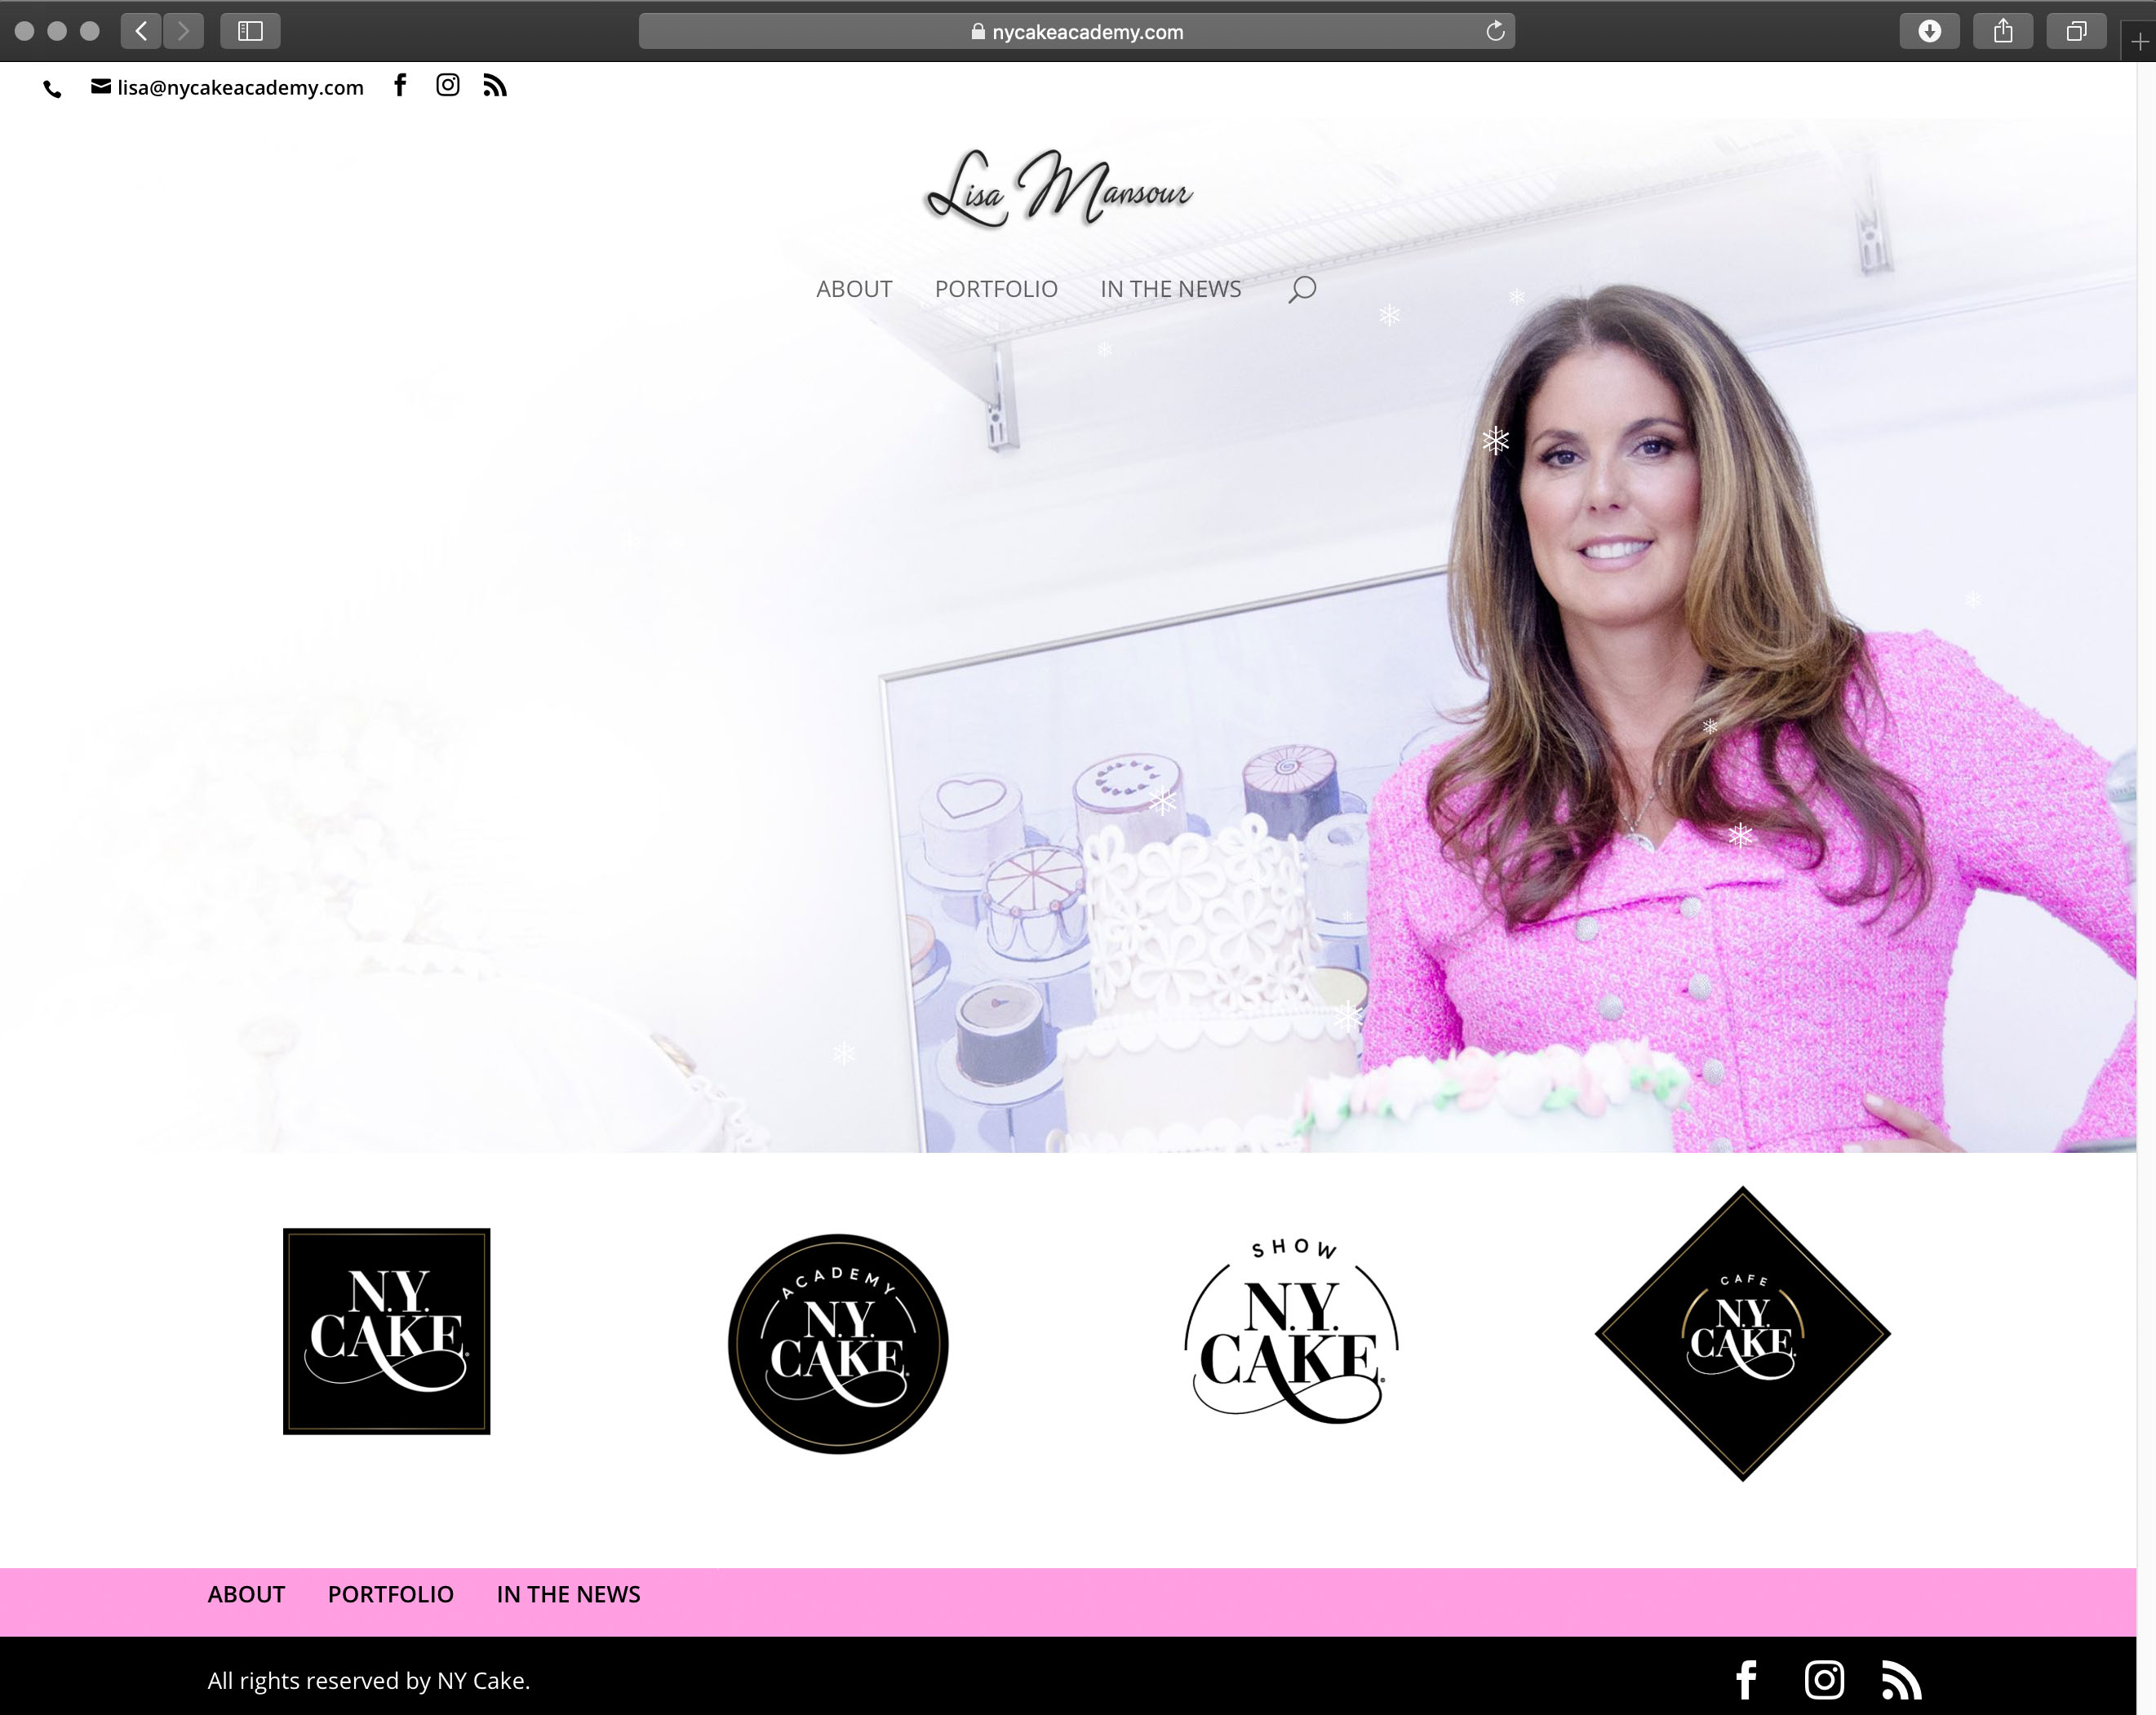 nycakeacademy.com
lisa@nycakeacademy.com
Lisa Mansour
ABOUT PORTFOLIO IN THE NEWS
N.Y.
CAKE®
ACADEMY
N.Y.
CAKE®
SHOW
N.Y.
CAKE®
CAFE
N.Y.
CAKE®
ABOUT PORTFOLIO IN THE NEWS
All rights reserved by NY Cake.